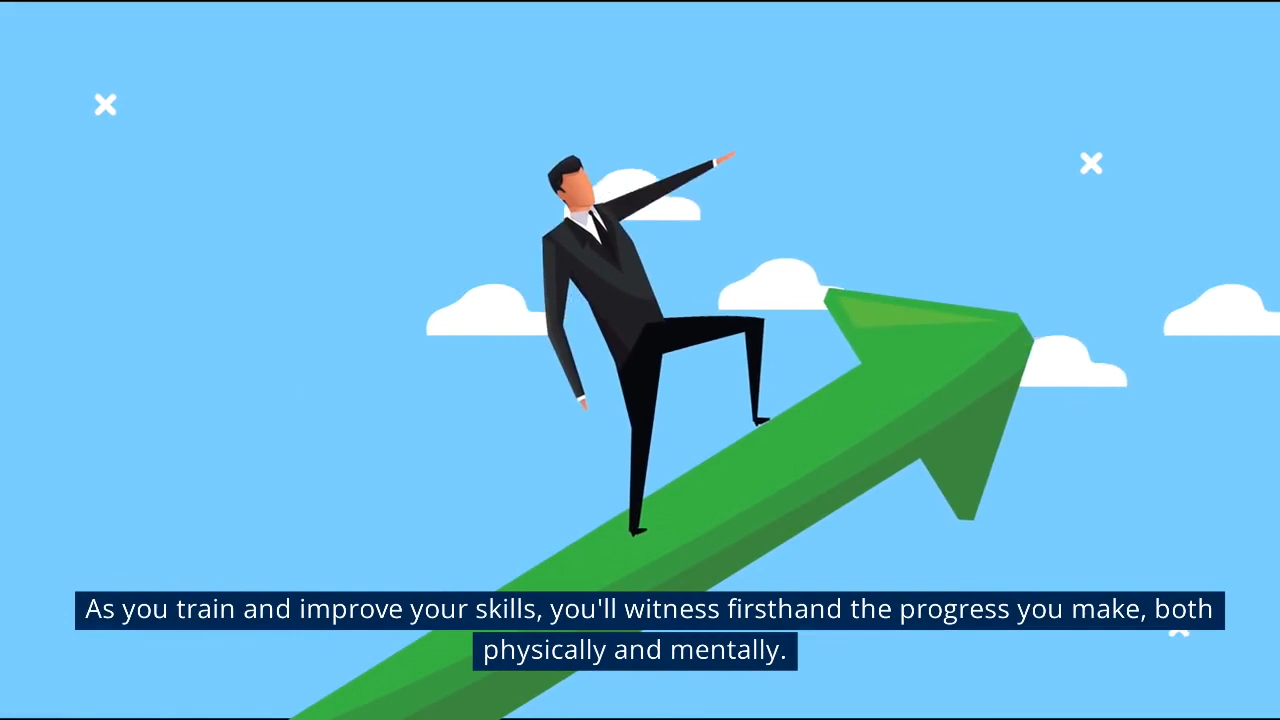 As you train and improve your skills, you'll witness firsthand the progress you make, both
physically and mentally.